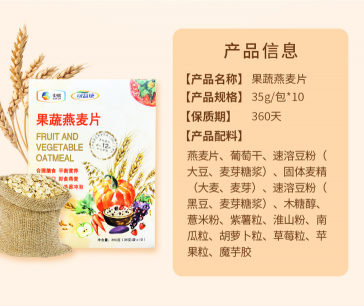 中粮
可益康
果蔬燕麦片
FRUIT AND
VEGETABLE
OATMEAL
产品信息
【产品名称】 果蔬燕麦片
【产品规格】 35g/包*10
【保质期】 360天
【产品配料】
燕麦片、葡萄干、速溶豆粉（
大豆、麦芽糖浆）、固体麦精
（大麦、麦芽）、速溶豆粉（
黑豆、麦芽糖浆）、木糖醇、
薏米粉、紫薯粒、淮山粉、南
瓜粒、胡萝卜粒、草莓粒、苹
果粒、魔芋胶